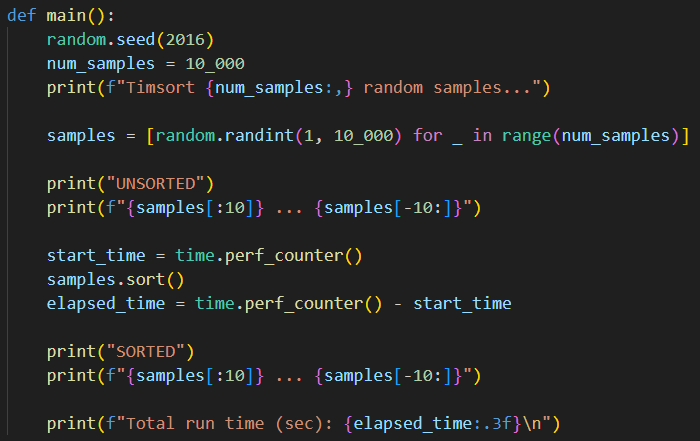 def main():
    random.seed(2016)
    num_samples = 10_000
    print(f"Timsort {num_samples:,} random samples...")

    samples = [random.randint(1, 10_000) for _ in range(num_samples)]

    print("UNSORTED")
    print(f"{samples[:10]} ... {samples[-10:]}")

    start_time = time.perf_counter()
    samples.sort()
    elapsed_time = time.perf_counter() - start_time

    print("SORTED")
    print(f"{samples[:10]} ... {samples[-10:]}")

    print(f"Total run time (sec): {elapsed_time:.3f}\n")